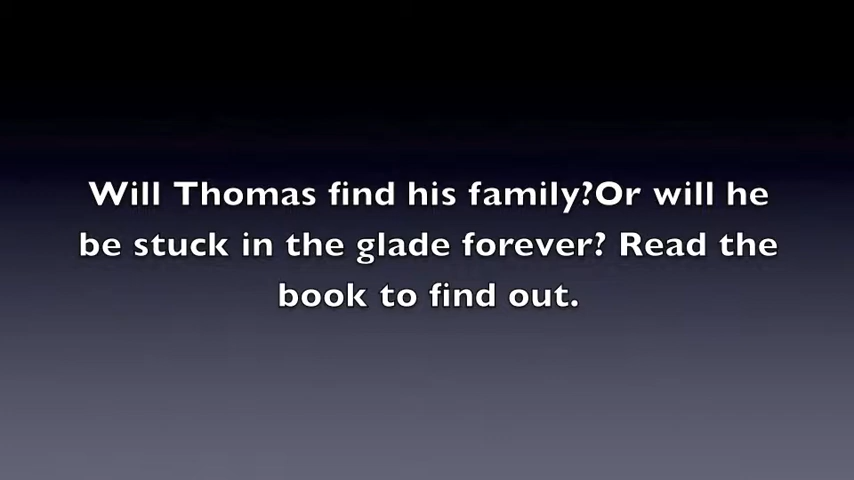 Will Thomas find his family?Or will he
be stuck in the glade forever? Read the
book to find out.